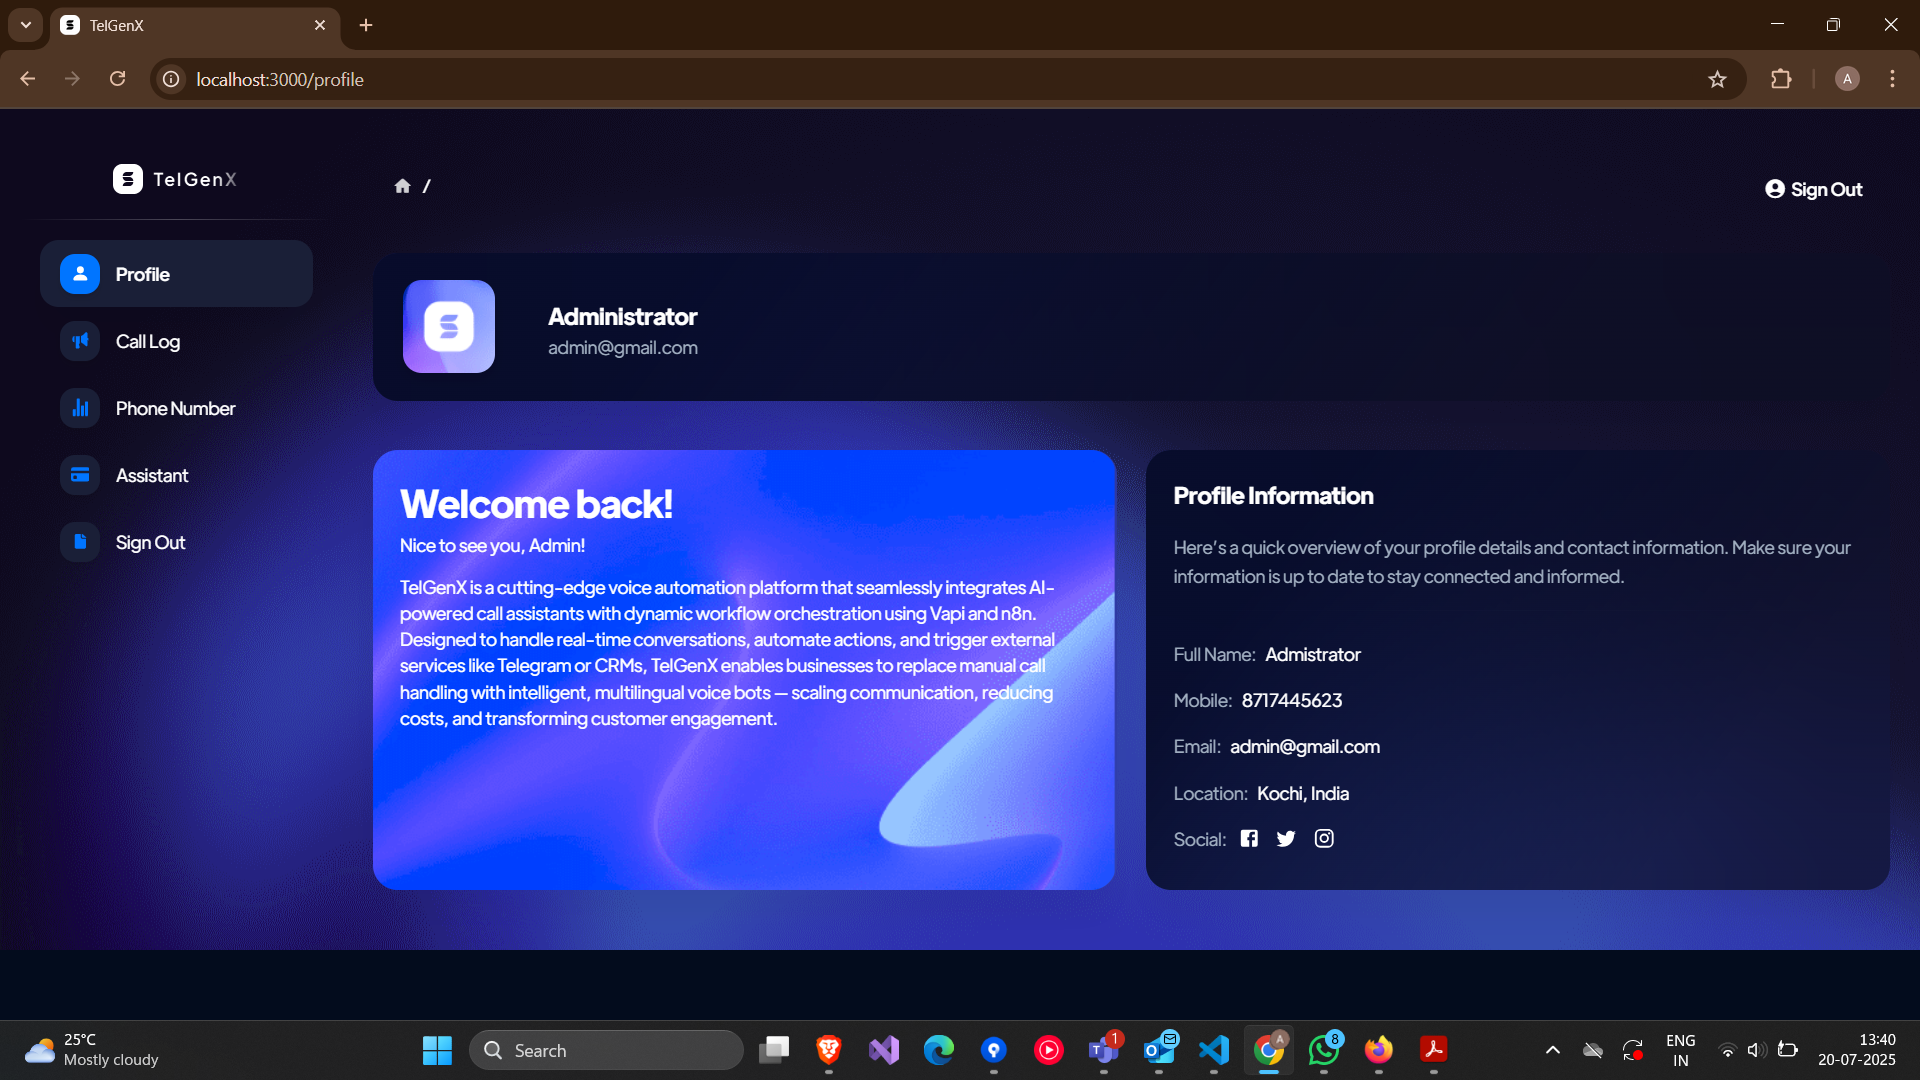 TelGenX
localhost:3000/profile
A
TelGenX
/
Sign Out
Profile
Call Log
Phone Number
Assistant
Sign Out
Administrator
admin@gmail.com
Welcome back!
Nice to see you, Admin!
TelGenX is a cutting-edge voice automation platform that seamlessly integrates AI-
powered call assistants with dynamic workflow orchestration using Vapi and n8n.
Designed to handle real-time conversations, automate actions, and trigger external
services like Telegram or CRMs, TelGenX enables businesses to replace manual call
handling with intelligent, multilingual voice bots — scaling communication, reducing
costs, and transforming customer engagement.
Profile Information
Here's a quick overview of your profile details and contact information. Make sure your
information is up to date to stay connected and informed.
Full Name: Admistrator
Mobile: 8717445623
Email: admin@gmail.com
Location: Kochi, India
Social:
25°C
Mostly cloudy
Search
1
A
8
ENG
IN
13:40
20-07-2025